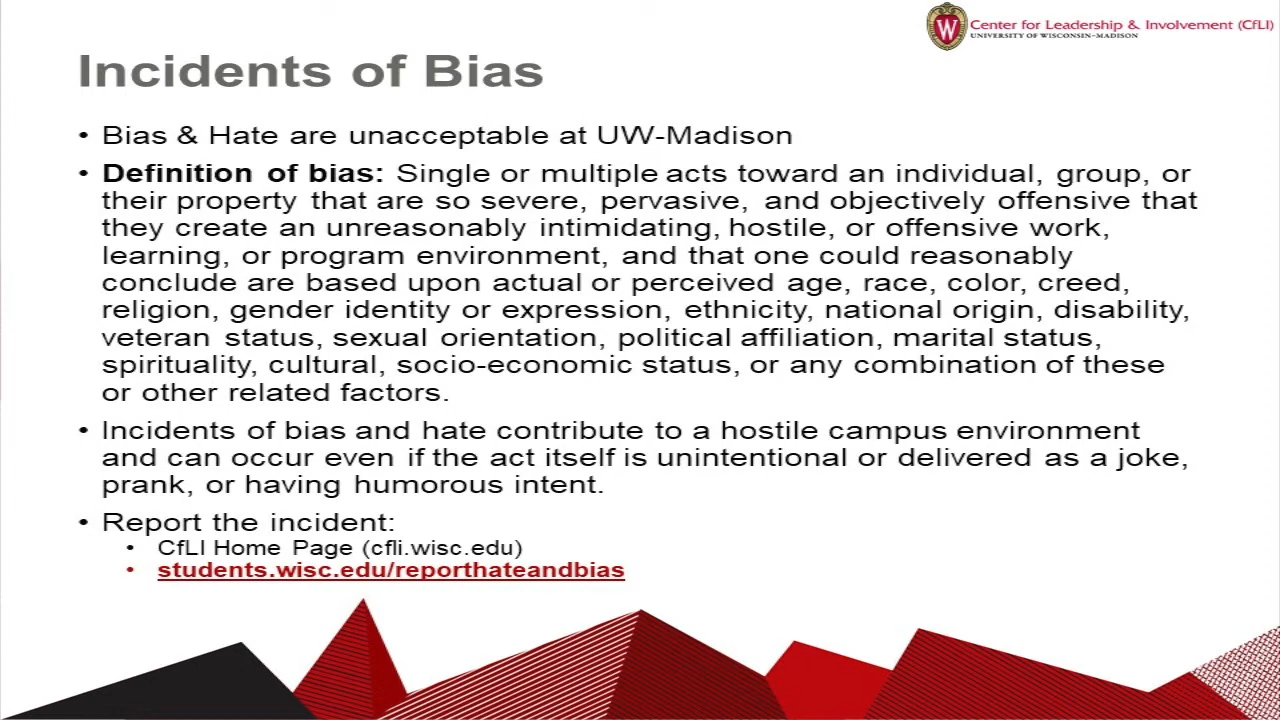 Center for Leadership & Involvement (CfLI)
UNIVERSITY OF WISCONSIN-MADISON
Incidents of Bias
• Bias & Hate are unacceptable at UW-Madison
• Definition of bias: Single or multiple acts toward an individual, group, or
their property that are so severe, pervasive, and objectively offensive that
they create an unreasonably intimidating, hostile, or offensive work,
learning, or program environment, and that one could reasonably
conclude are based upon actual or perceived age, race, color, creed,
religion, gender identity or expression, ethnicity, national origin, disability,
veteran status, sexual orientation, political affiliation, marital status,
spirituality, cultural, socio-economic status, or any combination of these
or other related factors.
• Incidents of bias and hate contribute to a hostile campus environment
and can occur even if the act itself is unintentional or delivered as a joke,
prank, or having humorous intent.
• Report the incident:
• CfLI Home Page (cfli.wisc.edu)
• students.wisc.edu/reporthateandbias